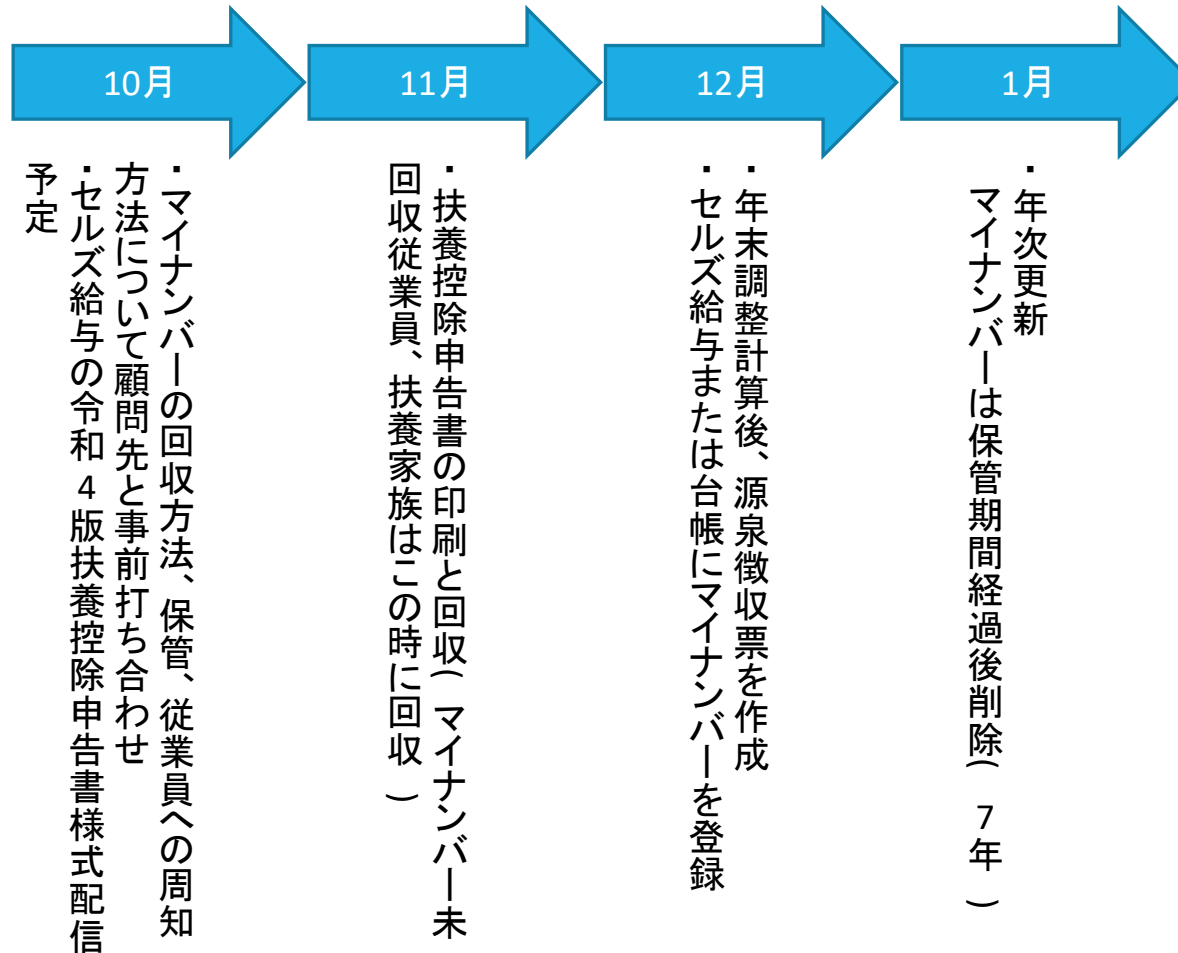 10月
11月
12月
1月
・マイナンバーの回収方法、保管、従業員への周知
方法について顧問先と事前打ち合わせ
・セルズ給与の令和4版扶養控除申告書様式配信
予定
・扶養控除申告書の印刷と回収(マイナンバー未
回収従業員、扶養家族はこの時に回収)
・年末調整計算後、源泉徴収票を作成
・セルズ給与または台帳にマイナンバーを登録
・年次更新
マイナンバーは保管期間経過後削除(7年)